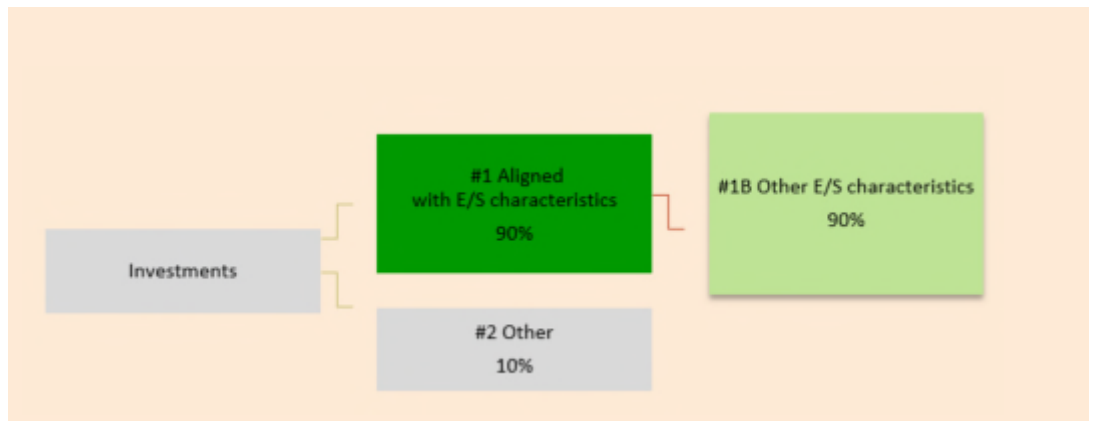 Investments
#1 Aligned
with E/S characteristics
90%
#2 Other
10%
#1B Other E/S characteristics
90%